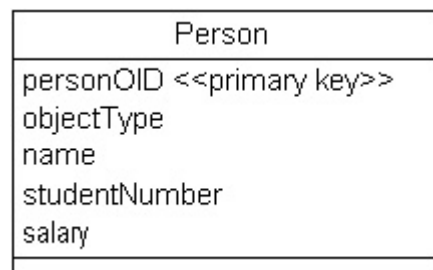 Person
personOID <<primary key>>
objectType
name
studentNumber
salary